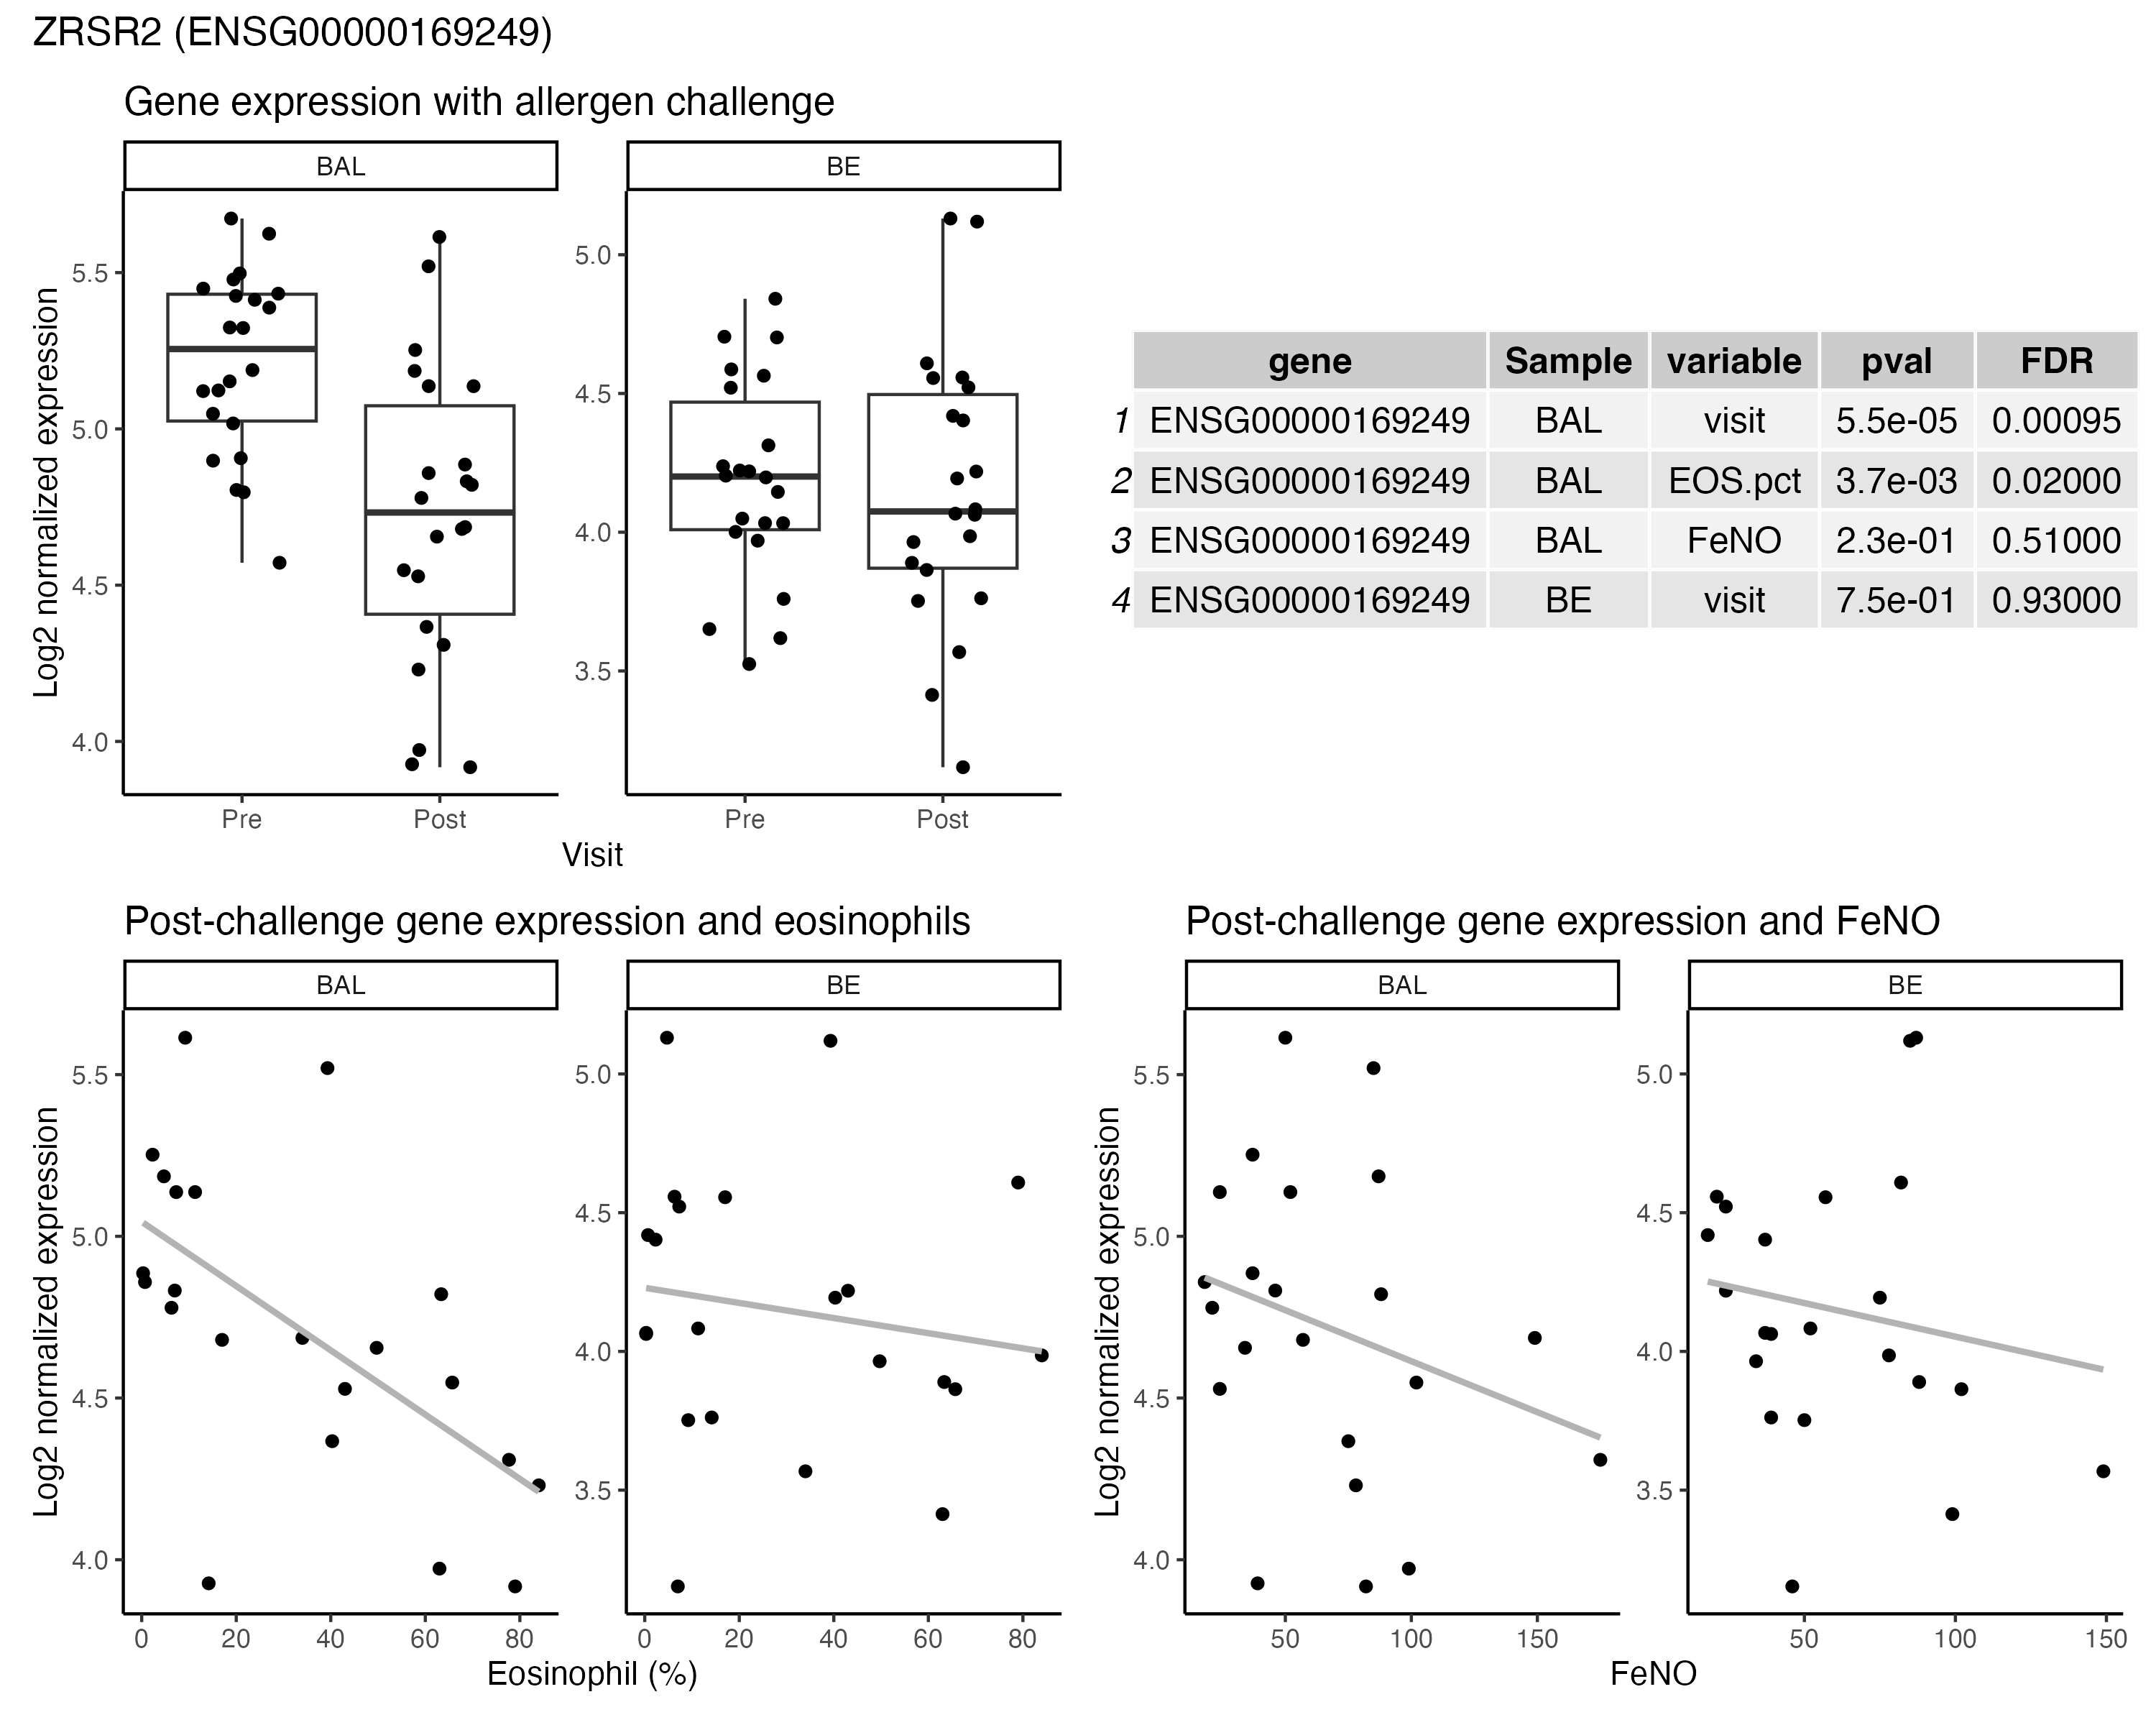 ZRSR2 (ENSG00000169249)
Gene expression with allergen challenge
BAL
BE
Log2 normalized expression
5.5
5.0
4.5
4.0
5.0
4.5
4.0
3.5
Pre
Post
Pre
Post
Visit
gene Sample variable pval FDR
1 ENSG00000169249 BAL visit 5.5e-05 0.00095
2 ENSG00000169249 BAL EOS.pct 3.7e-03 0.02000
3 ENSG00000169249 BAL FeNO 2.3e-01 0.51000
4 ENSG00000169249 BE visit 7.5e-01 0.93000
Post-challenge gene expression and eosinophils
BAL
BE
Log2 normalized expression
5.5
5.0
4.5
4.0
5.0
4.5
4.0
3.5
0 20 40 60 80
0 20 40 60 80
Eosinophil (%)
Post-challenge gene expression and FeNO
BAL
BE
Log2 normalized expression
5.5
5.0
4.5
4.0
5.0
4.5
4.0
3.5
50 100 150
50 100 150
FeNO